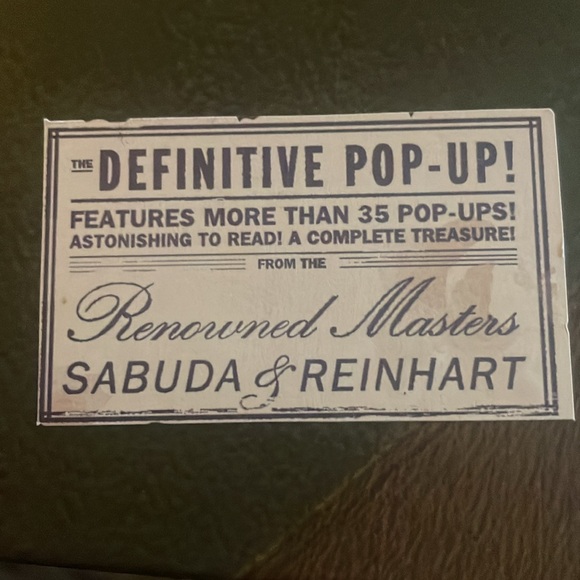 THE DEFINITIVE POP-UP!
FEATURES MORE THAN 35 POP-UPS!
ASTONISHING TO READ! A COMPLETE TREASURE!
FROM THE
Renowned Masters
SABUDA & REINHART